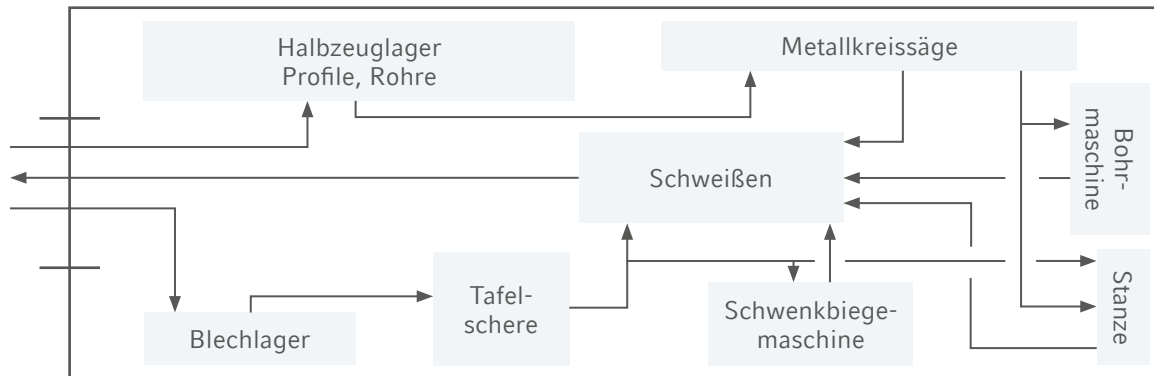 Halbzeuglager
Profile, Rohre
Metallkreissäge
Bohr-
maschine
Schweißen
Tafel-
schere
Schwenkbiege-
maschine
Stanze
Blechlager